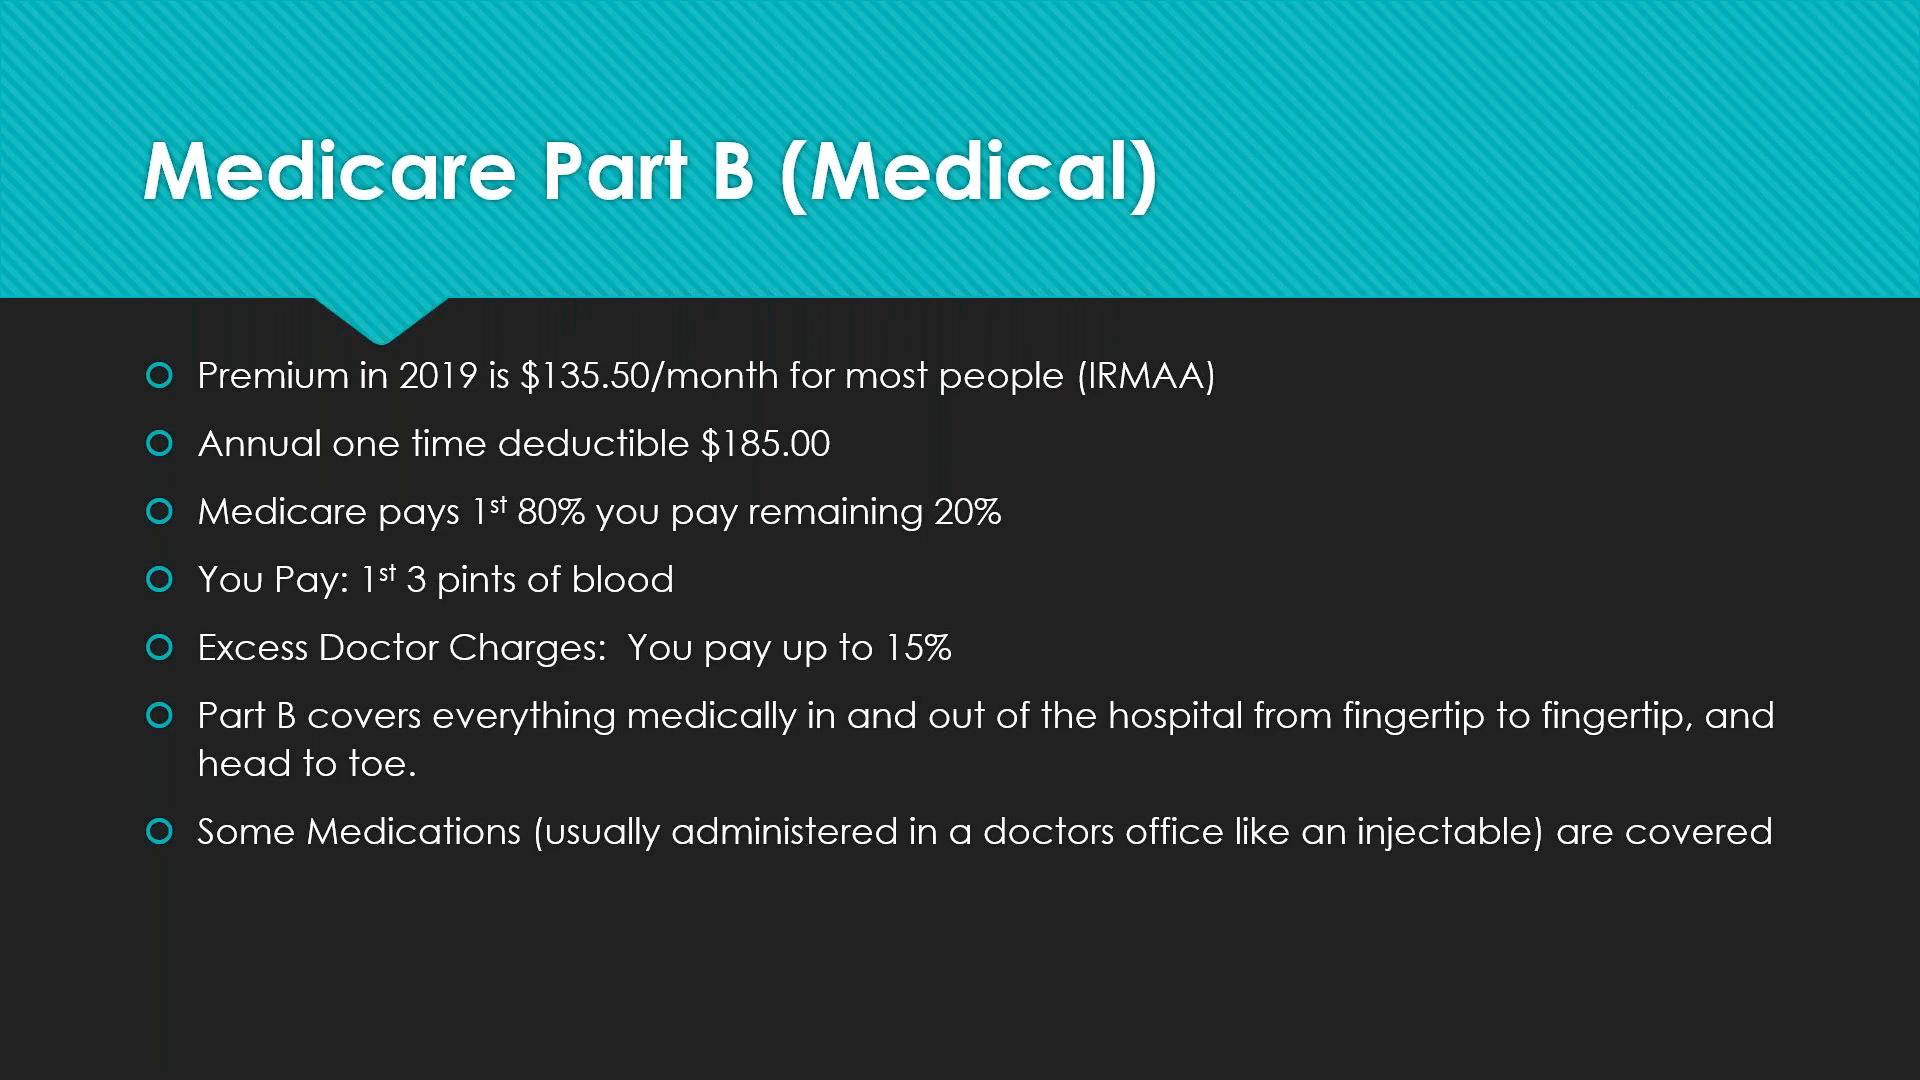 Medicare Part B (Medical)
Premium in 2019 is $135.50/month for most people (IRMAA)
Annual one time deductible $185.00
Medicare pays 1st 80% you pay remaining 20%
You Pay: 1st 3 pints of blood
Excess Doctor Charges:  You pay up to 15%
Part B covers everything medically in and out of the hospital from fingertip to fingertip, and
head to toe.
Some Medications (usually administered in a doctors office like an injectable) are covered